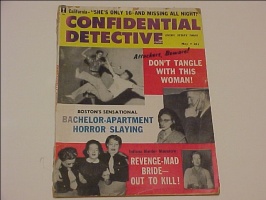 California- "SHE'S ONLY 16- AND MISSING ALL NIGHT"
CONFIDENTIAL
DETECTIVE
Attackers, Beware!
DON'T TANGLE
WITH THIS
WOMAN!
BOSTON'S SENSATIONAL
BACHELOR-APARTMENT
HORROR SLAYING
REVENGE-MAD
BRIDE—
OUT TO KILL!